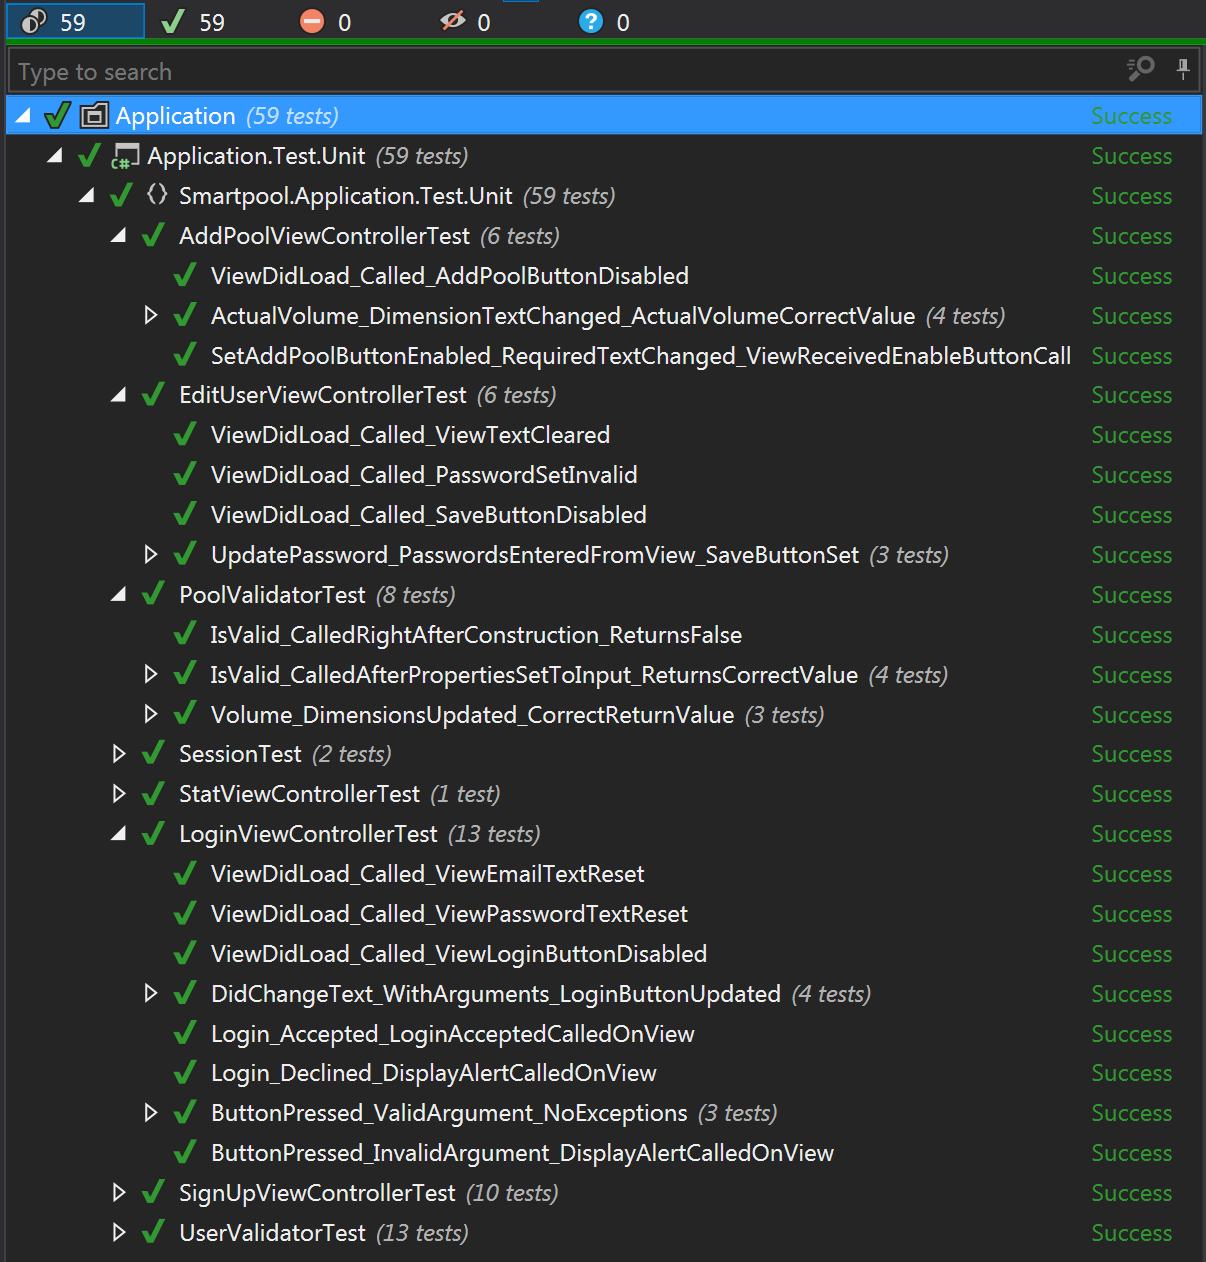 59 59 0 0 ? 0
Type to search
Application (59 tests) Success
C# Application.Test.Unit (59 tests) Success
{} Smartpool.Application.Test.Unit (59 tests) Success
AddPoolViewControllerTest (6 tests) Success
ViewDidLoad_Called_AddPoolButtonDisabled Success
ActualVolume_DimensionTextChanged_ActualVolumeCorrectValue (4 tests) Success
SetAddPoolButtonEnabled_RequiredTextChanged_ViewReceivedEnableButtonCall Success
EditUserViewControllerTest (6 tests) Success
ViewDidLoad_Called_ViewTextCleared Success
ViewDidLoad_Called_PasswordSetInvalid Success
ViewDidLoad_Called_SaveButtonDisabled Success
UpdatePassword_PasswordsEnteredFromView_SaveButtonSet (3 tests) Success
PoolValidatorTest (8 tests) Success
IsValid_CalledRightAfterConstruction_ReturnsFalse Success
IsValid_CalledAfterPropertiesSetToInput_ReturnsCorrectValue (4 tests) Success
Volume_DimensionsUpdated_CorrectReturnValue (3 tests) Success
SessionTest (2 tests) Success
StatViewControllerTest (1 test) Success
LoginViewControllerTest (13 tests) Success
ViewDidLoad_Called_ViewEmailTextReset Success
ViewDidLoad_Called_ViewPasswordTextReset Success
ViewDidLoad_Called_ViewLoginButtonDisabled Success
DidChangeText_WithArguments_LoginButtonUpdated (4 tests) Success
Login_Accepted_LoginAcceptedCalledOnView Success
Login_Declined_DisplayAlertCalledOnView Success
ButtonPressed_ValidArgument_NoExceptions (3 tests) Success
ButtonPressed_InvalidArgument_DisplayAlertCalledOnView Success
SignUpViewControllerTest (10 tests) Success
UserValidatorTest (13 tests) Success